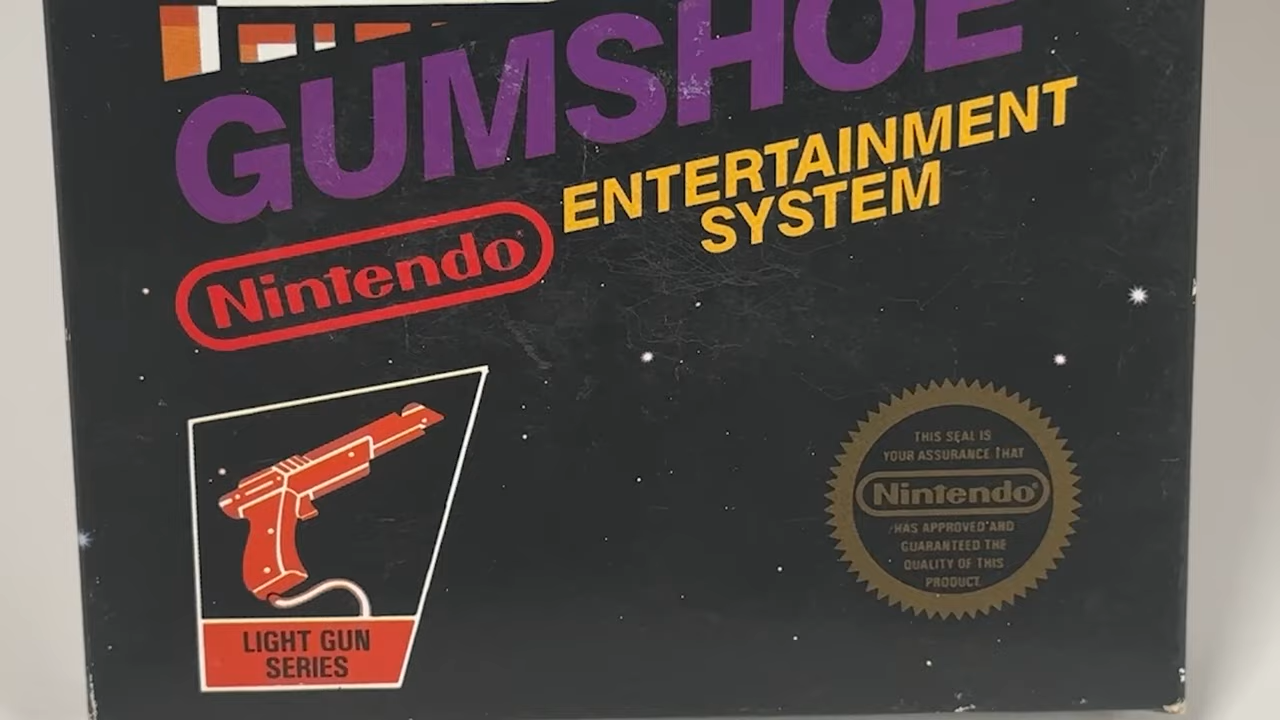 GUMSHOE
Nintendo
ENTERTAINMENT
SYSTEM
LIGHT GUN
SERIES
THIS SEAL IS
YOUR ASSURANCE THAT
Nintendo
HAS APPROVED AND
GUARANTEED THE
QUALITY OF THIS
PRODUCT